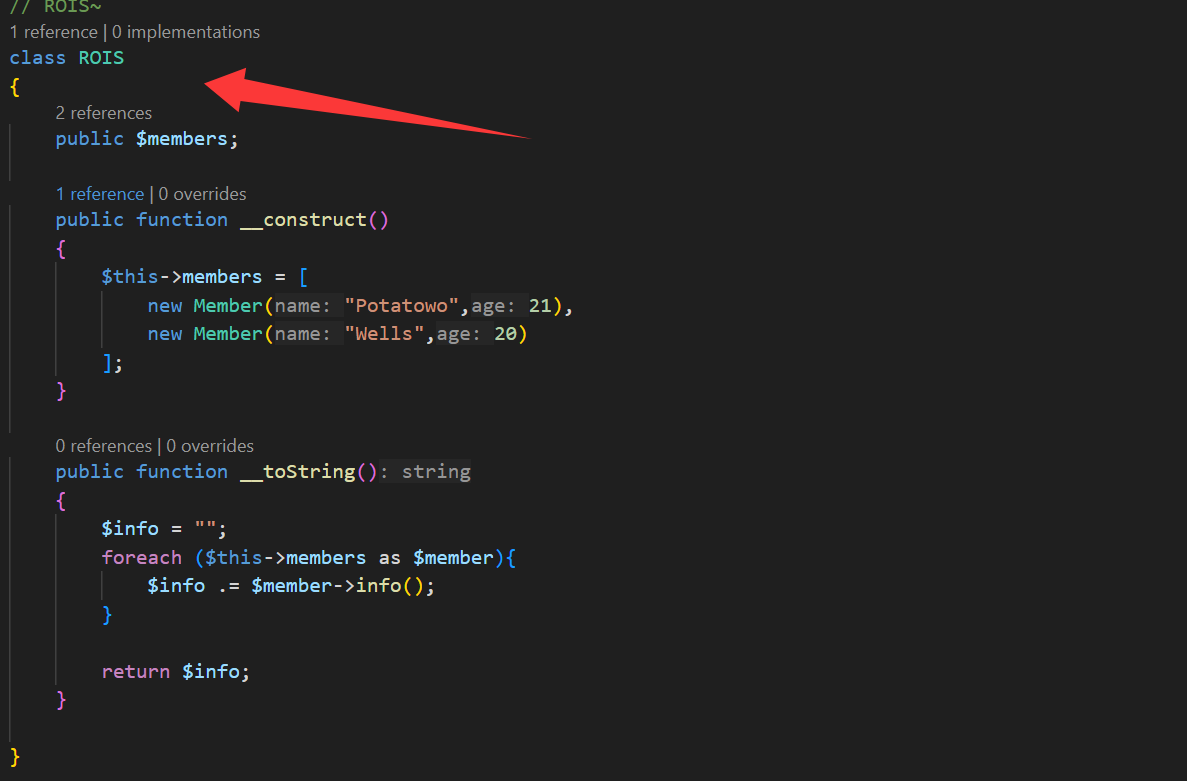 // ROIS~
1 reference | 0 implementations
class ROIS
{
2 references
public $members;
1 reference | 0 overrides
public function __construct()
{
$this->members = [
new Member(name: "Potatowo",age: 21),
new Member(name: "Wells",age: 20)
];
}
0 references | 0 overrides
public function __toString(): string
{
$info = "";
foreach ($this->members as $member){
$info .= $member->info();
}
return $info;
}
}